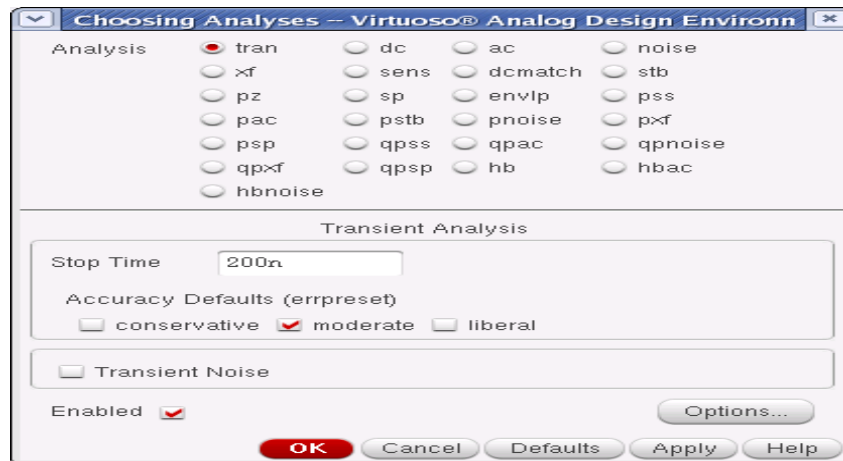 Choosing Analyses -- Virtuoso® Analog Design Environn
Analysis tran dc ac noise
xf sens dcmatch stb
pz sp envlp pss
pac pstb pnoise pxf
psp qpss qpac qpnoise
qpxf qpsp hb hbac
hbnoise
Transient Analysis
Stop Time 200n
Accuracy Defaults (errpreset)
conservative moderate liberal
Transient Noise
Enabled Options...
OK Cancel Defaults Apply Help